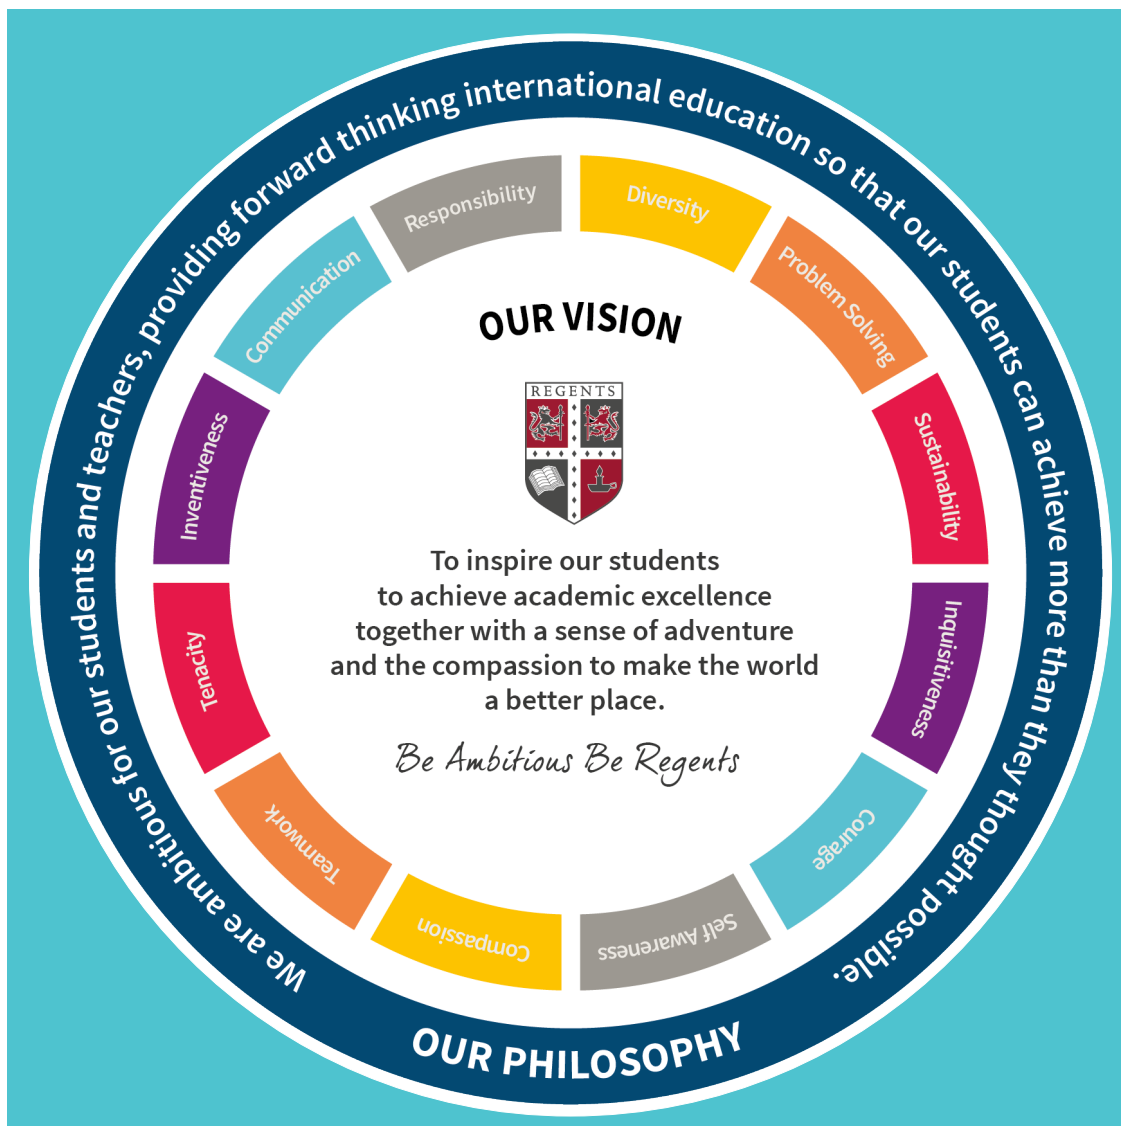 We are ambitious for our students and teachers, providing forward thinking international education so that our students can achieve more than they thought possible.
OUR PHILOSOPHY
Responsibility
Diversity
Problem Solving
Sustainability
Inquisitiveness
Courage
Self Awareness
Compassion
Teamwork
Tenacity
Inventiveness
Communication
OUR VISION
REGENTS
To inspire our students
to achieve academic excellence
together with a sense of adventure
and the compassion to make the world
a better place.
Be Ambitious Be Regents